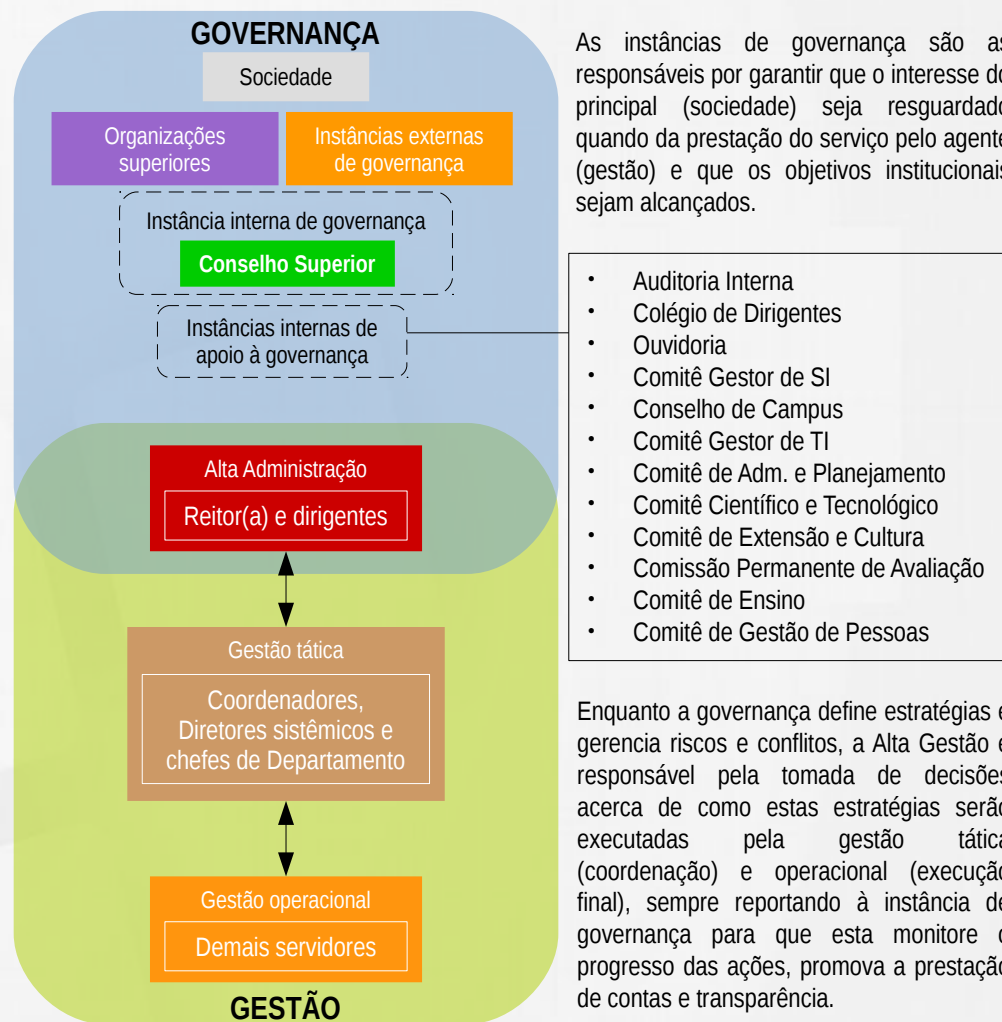 GOVERNANÇA
Sociedade
Organizações
superiores
Instâncias externas
de governança
Instância interna de governança
Conselho Superior
Instâncias internas de
apoio à governança
Alta Administração
Reitor(a) e dirigentes
Gestão tática
Coordenadores,
Diretores sistêmicos e
chefes de Departamento
Gestão operacional
Demais servidores
GESTÃO
As instâncias de governança são as
responsáveis por garantir que o interesse do
principal (sociedade) seja resguardado
quando da prestação do serviço pelo agente
(gestão) e que os objetivos institucionais
sejam alcançados.
• Auditoria Interna
• Colégio de Dirigentes
• Ouvidoria
• Comitê Gestor de SI
• Conselho de Campus
• Comitê Gestor de TI
• Comitê de Adm. e Planejamento
• Comitê Científico e Tecnológico
• Comitê de Extensão e Cultura
• Comissão Permanente de Avaliação
• Comitê de Ensino
• Comitê de Gestão de Pessoas
Enquanto a governança define estratégias e
gerencia riscos e conflitos, a Alta Gestão é
responsável pela tomada de decisões
acerca de como estas estratégias serão
executadas pela gestão tática
(coordenação) e operacional (execução
final), sempre reportando à instância de
governança para que esta monitore o
progresso das ações, promova a prestação
de contas e transparência.